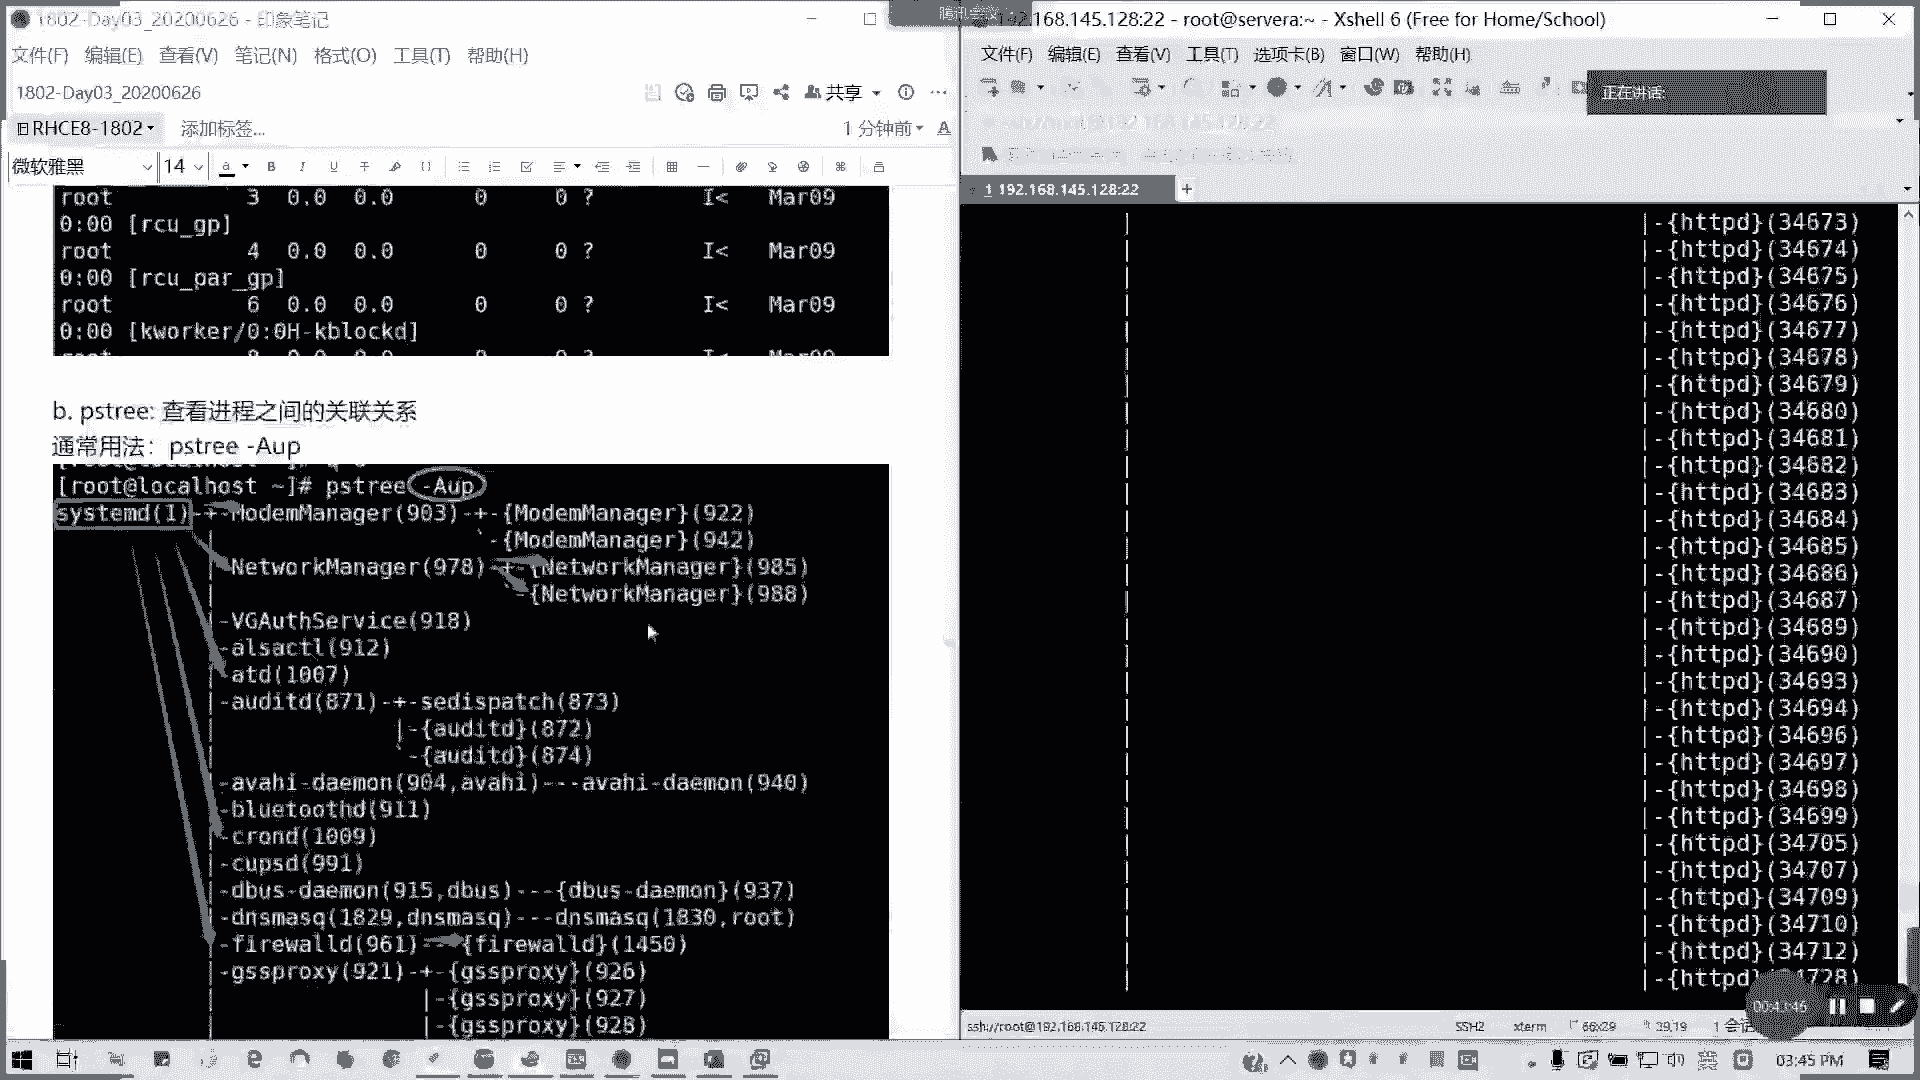 1802-Day03_20200626 - 印象笔记
文件(F) 编辑(E) 查看(V) 笔记(N) 格式(O) 工具(T) 帮助(H)
1802-Day03_20200626
共享
RHCE8-1802 添加标签...
1 分钟前
微软雅黑 14
root 3 0.0 0.0 0 0 ? I< Mar09
0:00 [rcu_gp]
root 4 0.0 0.0 0 0 ? I< Mar09
0:00 [rcu_par_gp]
root 6 0.0 0.0 0 0 ? I< Mar09
0:00 [kworker/0:0H-kblockd]
b. pstree: 查看进程之间的关联关系
通常用法：pstree -Aup
[root@localhost ~]# pstree -Aup
systemd(1)-+-ModemManager(903)-+-{ModemManager}(922)
`-{ModemManager}(942)
NetworkManager(978)-+-{NetworkManager}(985)
-{NetworkManager}(988)
|-VGAuthService(918)
|-alsactl(912)
atd(1007)
|-auditd(871)-+-sedispatch(873)
|-{auditd}(872)
`-{auditd}(874)
|-avahi-daemon(904,avahi)---avahi-daemon(940)
|-bluetoothd(911)
-crond(1009)
|-cupsd(991)
|-dbus-daemon(915,dbus)---{dbus-daemon}(937)
|-dnsmasq(1829,dnsmasq)---dnsmasq(1830,root)
-firewalld(961)---{firewalld}(1450)
|-gssproxy(921)-+-{gssproxy}(926)
|-{gssproxy}(927)
|-{gssproxy}(928)
腾讯会议
192.168.145.128:22 - root@servera:~ - Xshell 6 (Free for Home/School)
文件(F) 编辑(E) 查看(V) 工具(T) 选项卡(B) 窗口(W) 帮助(H)
正在讲话:
1 192.168.145.128:22
|-{httpd}(34673)
|-{httpd}(34674)
|-{httpd}(34675)
|-{httpd}(34676)
|-{httpd}(34677)
|-{httpd}(34678)
|-{httpd}(34679)
|-{httpd}(34680)
|-{httpd}(34681)
|-{httpd}(34682)
|-{httpd}(34683)
|-{httpd}(34684)
|-{httpd}(34685)
|-{httpd}(34686)
|-{httpd}(34687)
|-{httpd}(34689)
|-{httpd}(34690)
|-{httpd}(34693)
|-{httpd}(34694)
|-{httpd}(34696)
|-{httpd}(34697)
|-{httpd}(34698)
|-{httpd}(34699)
|-{httpd}(34705)
|-{httpd}(34707)
|-{httpd}(34709)
|-{httpd}(34710)
|-{httpd}(34712)
|-{httpd}(34728)
ssh://root@192.168.145.128:22 SSH2 xterm 66x29 39,19 1 会话
英 03:45 PM